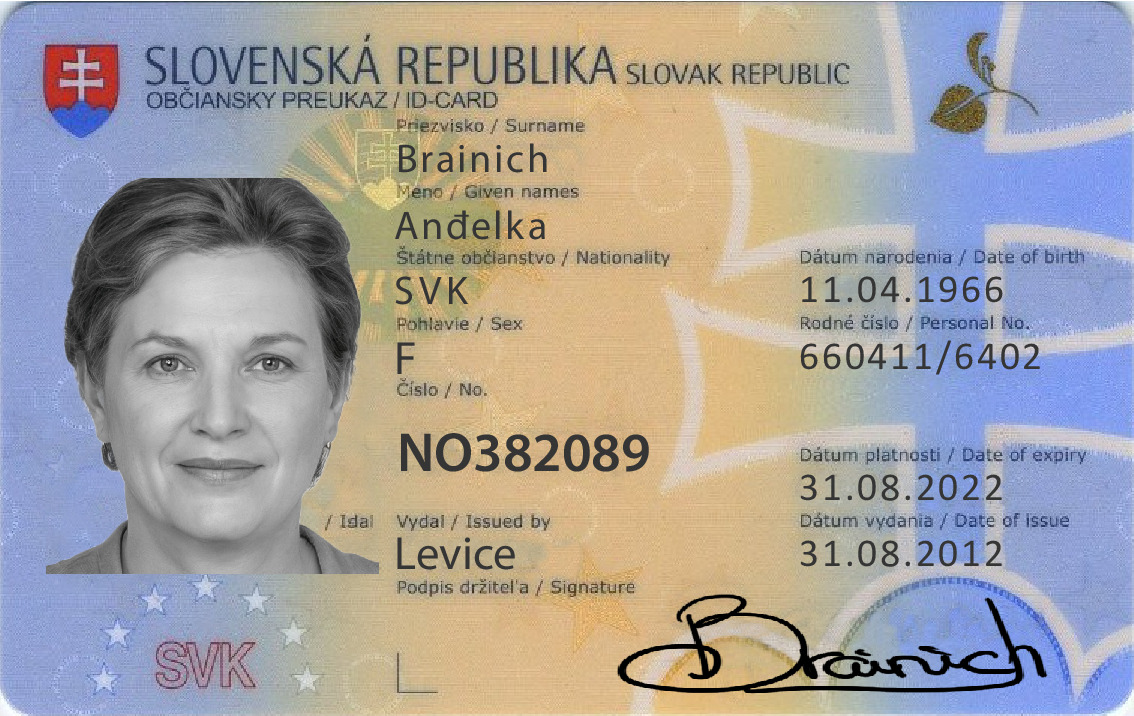 SLOVENSKÁ REPUBLIKA SLOVAK REPUBLIC
OBČIANSKY PREUKAZ / ID-CARD
Priezvisko / Surname
Brainich
Meno / Given names
Anđelka
Štátne občianstvo / Nationality
SVK
Dátum narodenia / Date of birth
11.04.1966
Pohlavie / Sex
F
Rodné číslo / Personal No.
660411/6402
Číslo / No.
NO382089
Dátum platnosti / Date of expiry
31.08.2022
/ Isdal
Vydal / Issued by
Levice
Dátum vydania / Date of issue
31.08.2012
Podpis držiteľa / Signature
Brainich
SVK